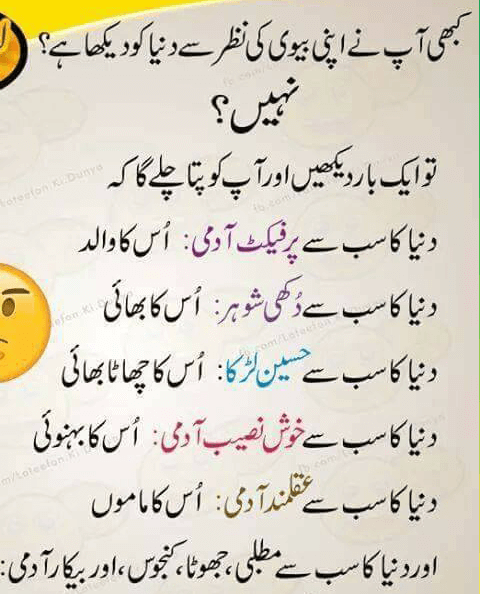 کبھی آپ نے اپنی بیوی کی نظر سے دنیا کو دیکھا ہے؟
نہیں؟
تو ایک بار دیکھیں اور آپ کو پتا چلے گا کہ
دنیا کا سب سے پرفیکٹ آدمی: اُس کا والد
دنیا کا سب سے دُکھی شوہر: اُس کا بھائی
دنیا کا سب سے حسین لڑکا: اُس کا چھاٹا بھائی
دنیا کا سب سے خوش نصیب آدمی: اُس کا بہنوئی
دنیا کا سب سے عقلمند آدمی: اُس کا ماموں
اور دنیا کا سب سے مطلبی، جھوٹا، کنجوس، اور بیکار آدمی: